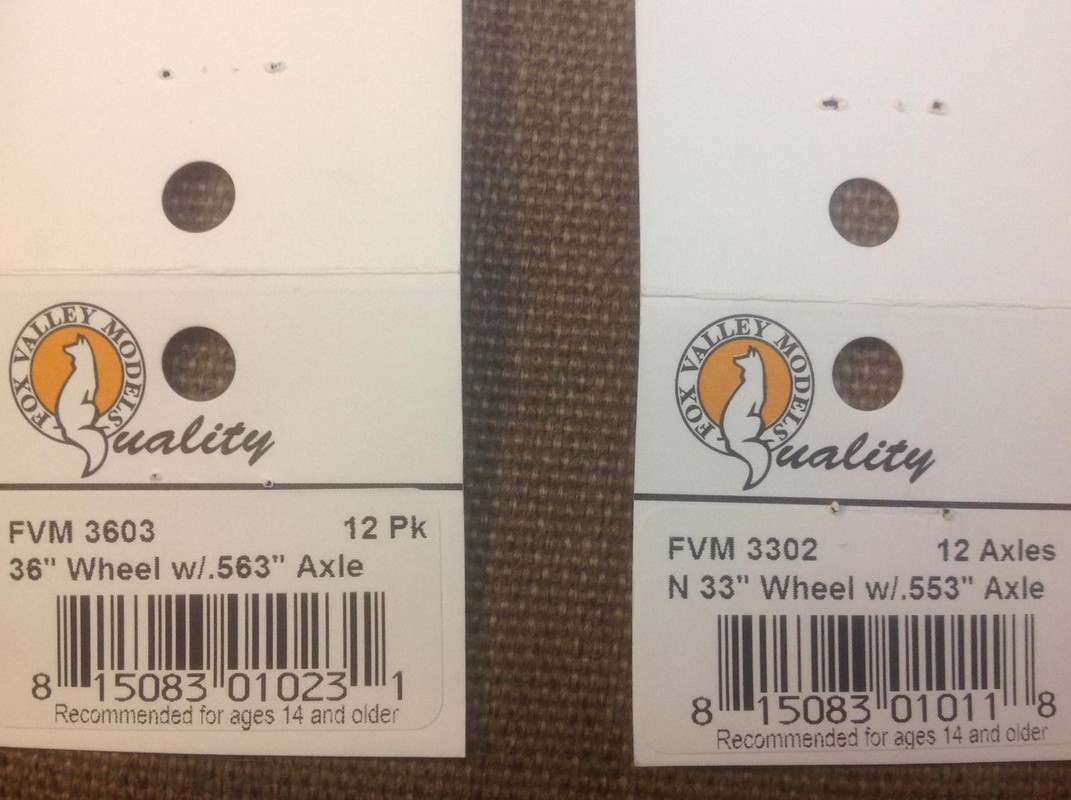 FOX VALLEY MODELS
Quality
FVM 3603 12 Pk
36" Wheel w/.563" Axle
8 15083 01023 1
Recommended for ages 14 and older
FOX VALLEY MODELS
Quality
FVM 3302 12 Axles
N 33" Wheel w/.553" Axle
8 15083 01011 8
Recommended for ages 14 and older